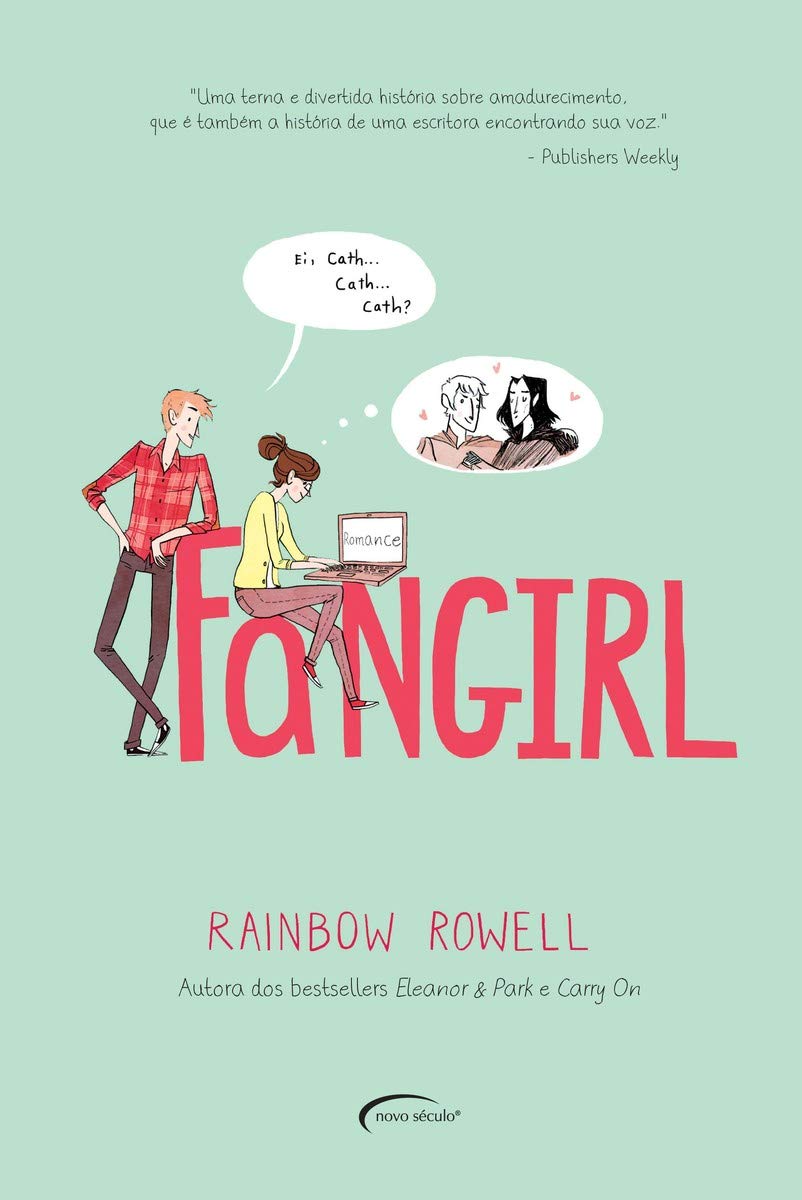 "Uma terna e divertida história sobre amadurecimento,
que é também a história de uma escritora encontrando sua voz."
- Publishers Weekly
Ei, Cath...
Cath...
Cath?
Romance
FaNGIRL
RAINBOW ROWELL
Autora dos bestsellers Eleanor & Park e Carry On
novo século®